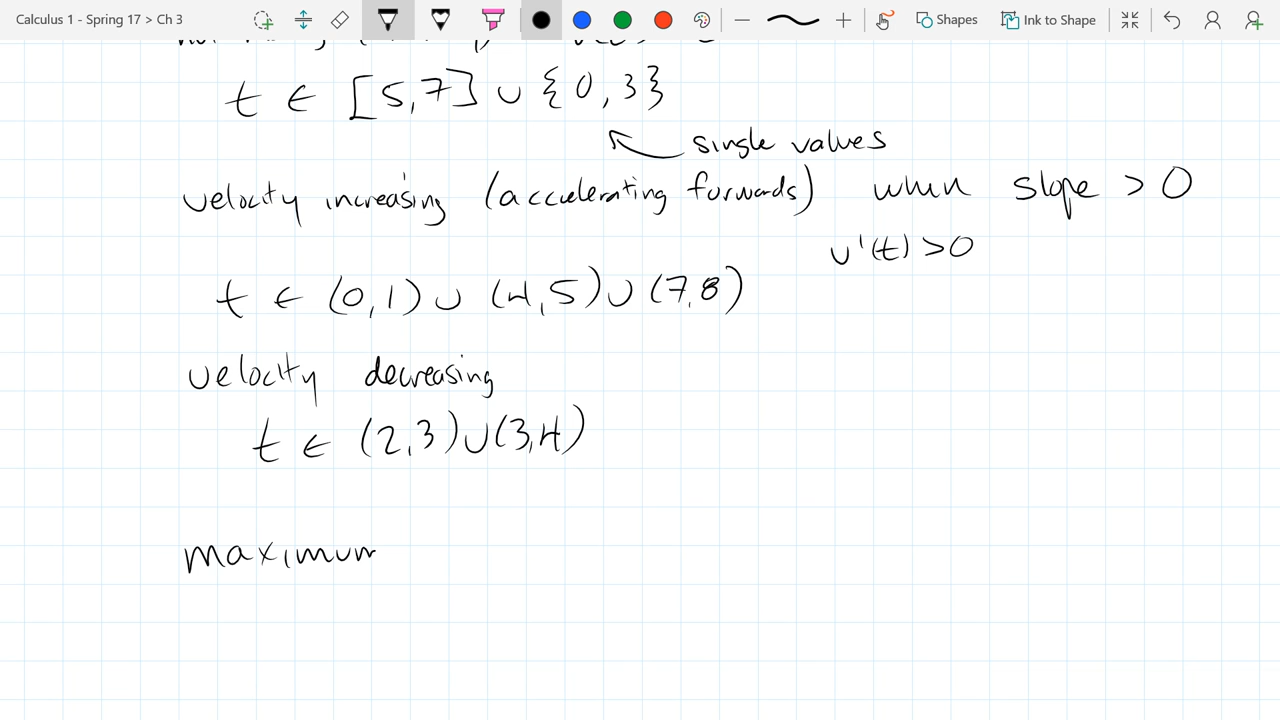 Calculus 1 - Spring 17 > Ch 3
Shapes
Ink to Shape
t ∈ [5,7] ∪ {0,3}
single values
velocity increasing (accelerating forwards) when slope > 0
v'(t) > 0
t ∈ (0,1) ∪ (4,5) ∪ (7,8)
velocity decreasing
t ∈ (2,3) ∪ (3,4)
maximum